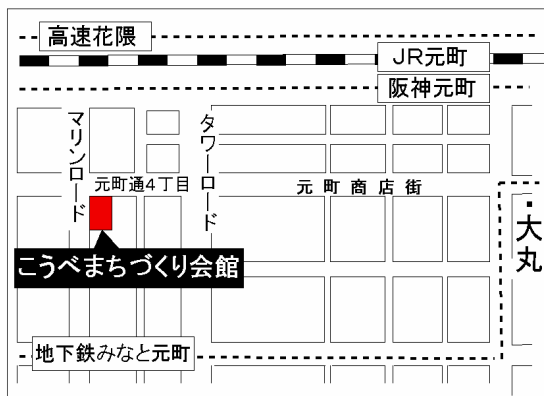 高速花隈
JR元町
阪神元町
マリンロード
タワーロード
元町通4丁目
元町商店街
・大丸
こうべまちづくり会館
地下鉄みなと元町